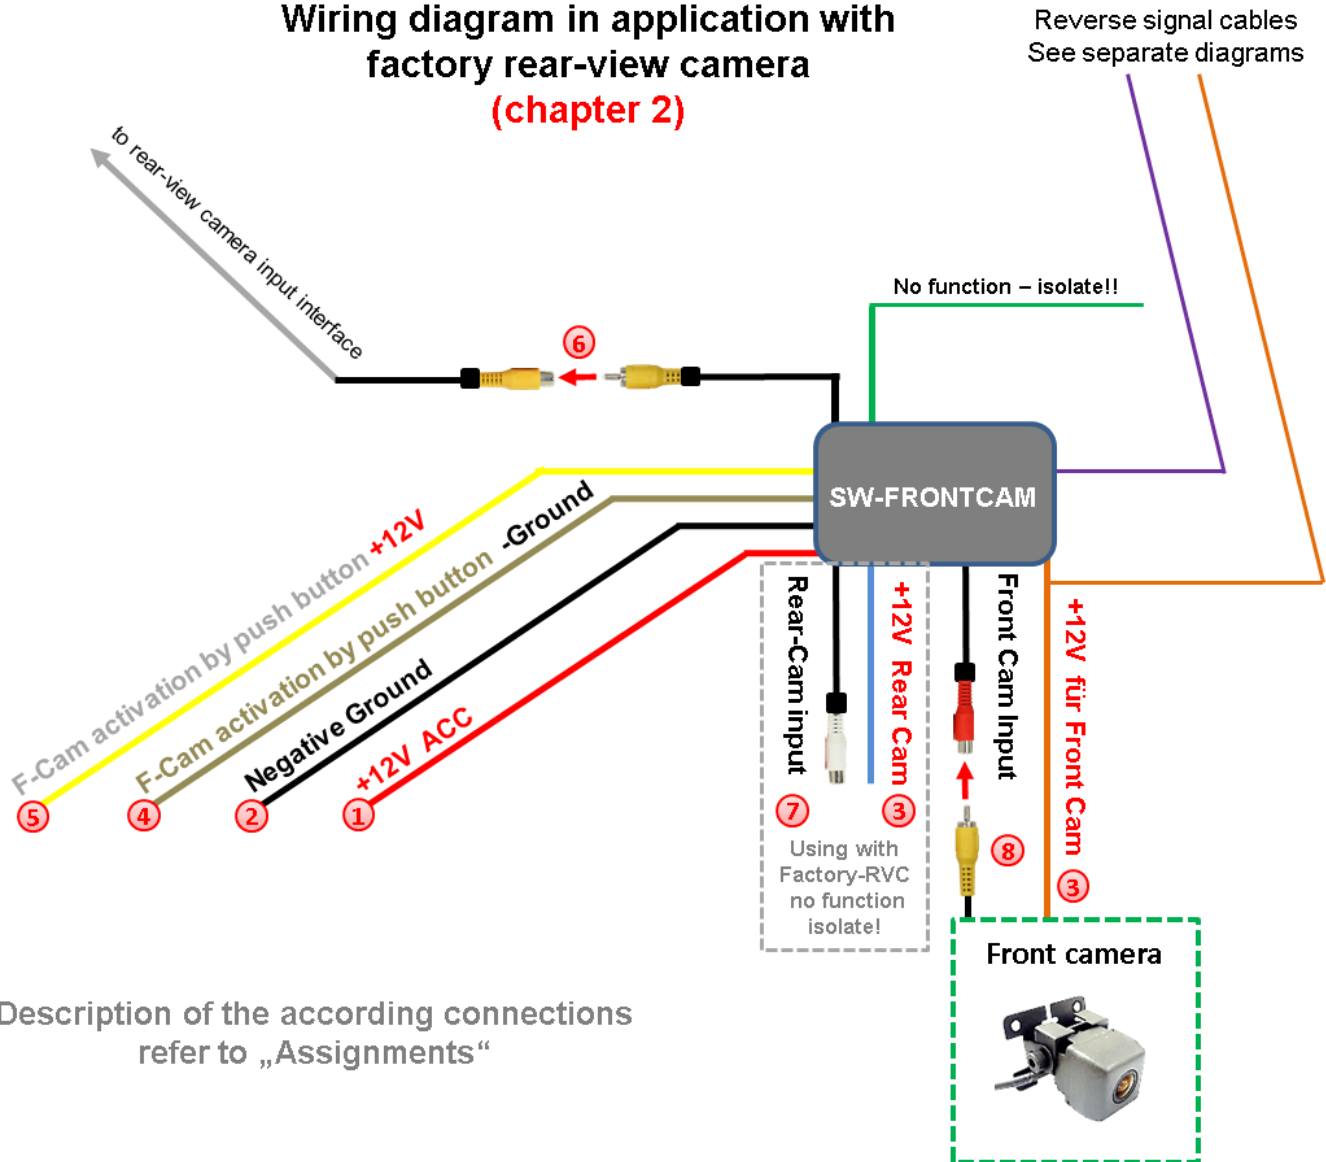 Wiring diagram in application with
factory rear-view camera
(chapter 2)
Reverse signal cables
See separate diagrams
to rear-view camera input interface
No function – isolate!!
6
SW-FRONTCAM
F-Cam activation by push button +12V
F-Cam activation by push button -Ground
Negative Ground
+12V ACC
5
4
2
1
Rear-Cam input
+12V Rear Cam
Front Cam Input
+12V für Front Cam
7
3
8
3
Using with
Factory-RVC
no function
isolate!
Front camera
Description of the according connections
refer to „Assignments“